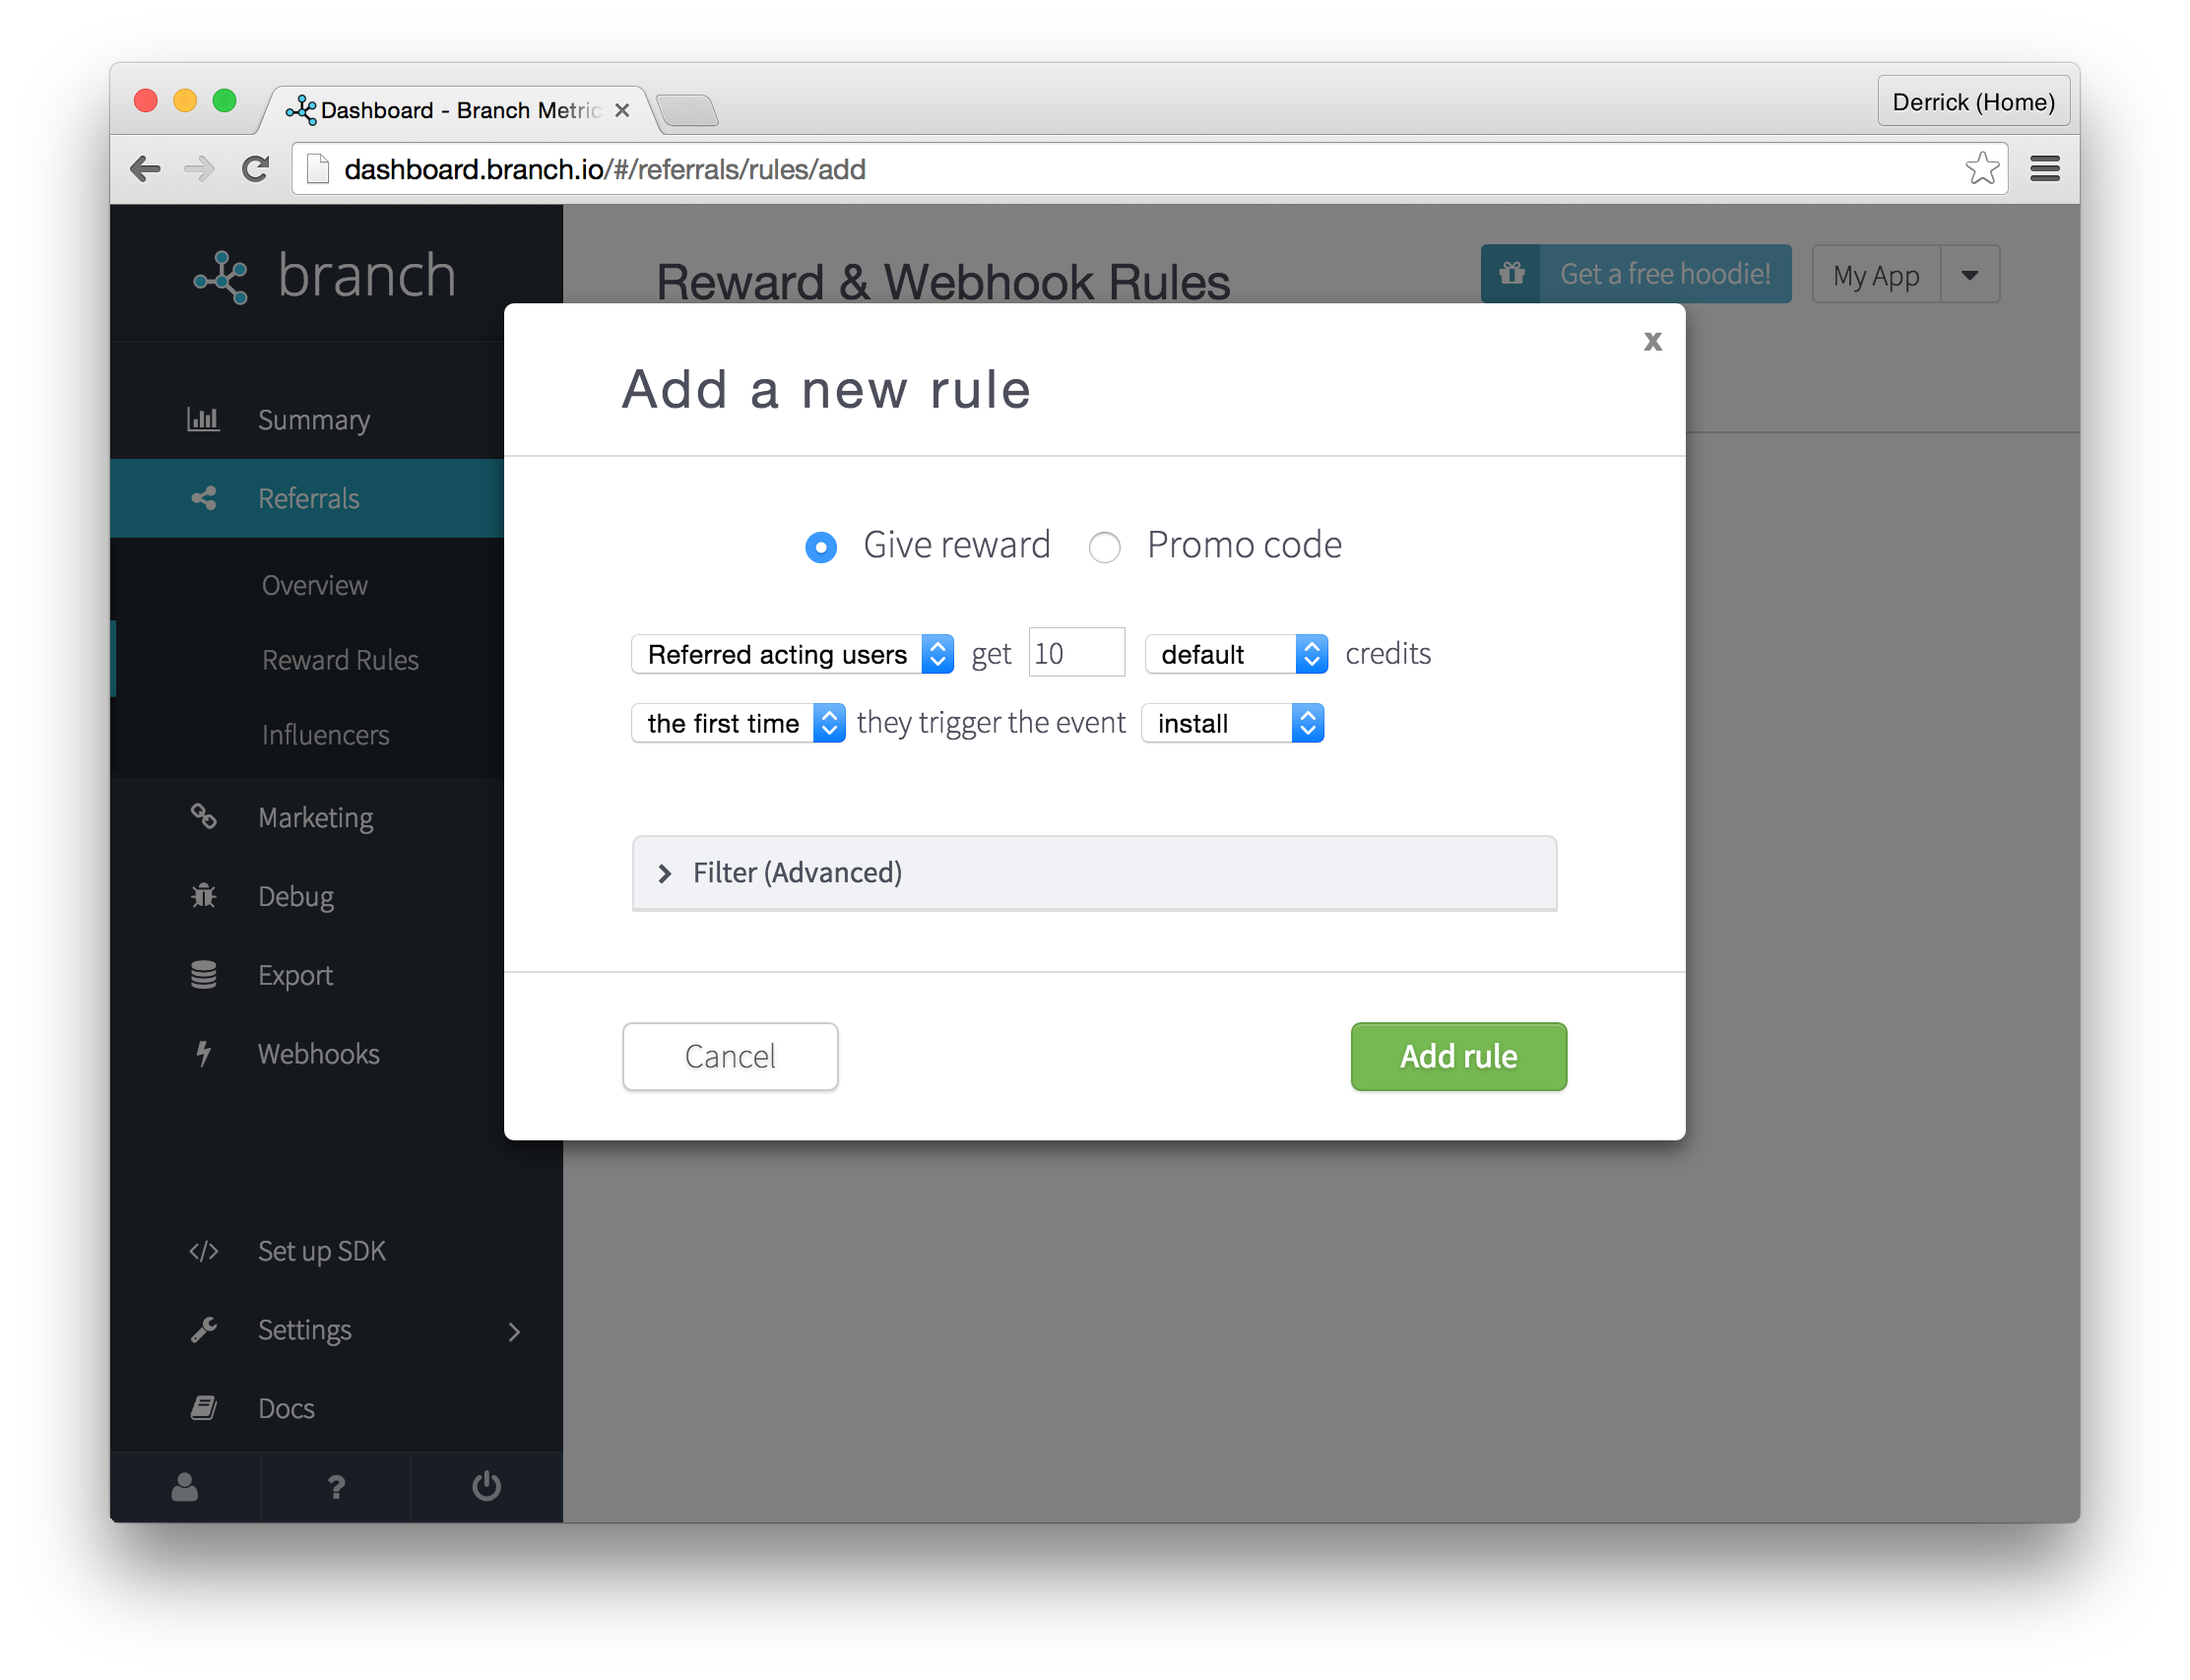 Dashboard - Branch Metric
Derrick (Home)
dashboard.branch.io/#/referrals/rules/add
branch
Reward & Webhook Rules
Get a free hoodie!
My App
x
Add a new rule
Summary
Referrals
Overview
Reward Rules
Influencers
Marketing
Debug
Export
Webhooks
Set up SDK
Settings
Docs
?
Give reward Promo code
Referred acting users get 10 default credits
the first time they trigger the event install
Filter (Advanced)
Cancel
Add rule